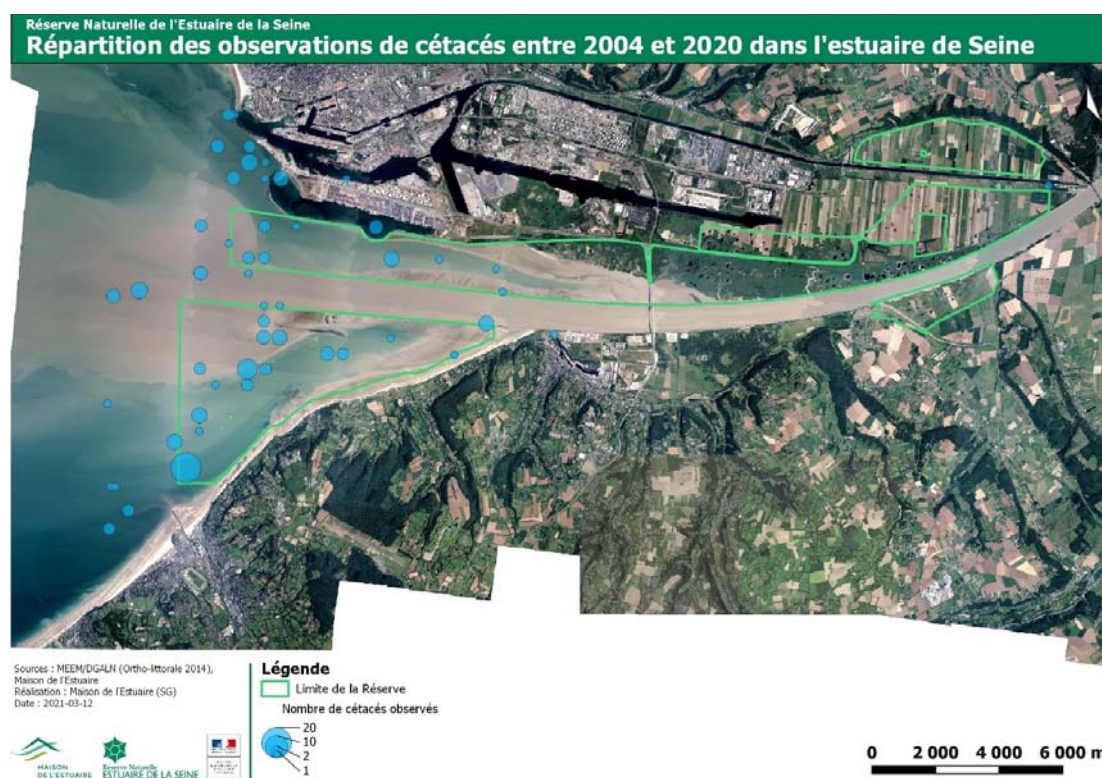 Réserve Naturelle de l'Estuaire de la Seine
Répartition des observations de cétacés entre 2004 et 2020 dans l'estuaire de Seine
Sources : MEEM/DGALN (Ortho-littorale 2014),
Maison de l'Estuaire
Réalisation : Maison de l'Estuaire (SG)
Date : 2021-03-12
MAISON
DE L'ESTUAIRE
Réserve Naturelle
ESTUAIRE DE LA SEINE
Légende
Limite de la Réserve
Nombre de cétacés observés
20
10
2
1
0 2 000 4 000 6 000 m